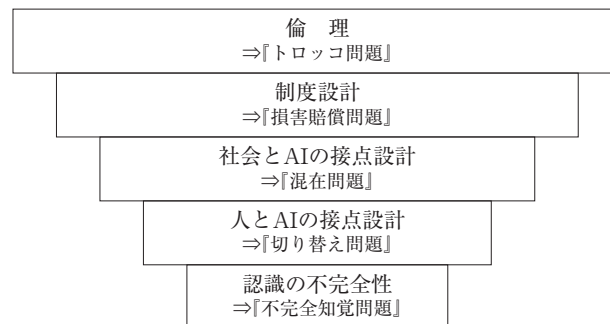 倫　理
⇒『トロッコ問題』
制度設計
⇒『損害賠償問題』
社会とAIの接点設計
⇒『混在問題』
人とAIの接点設計
⇒『切り替え問題』
認識の不完全性
⇒『不完全知覚問題』